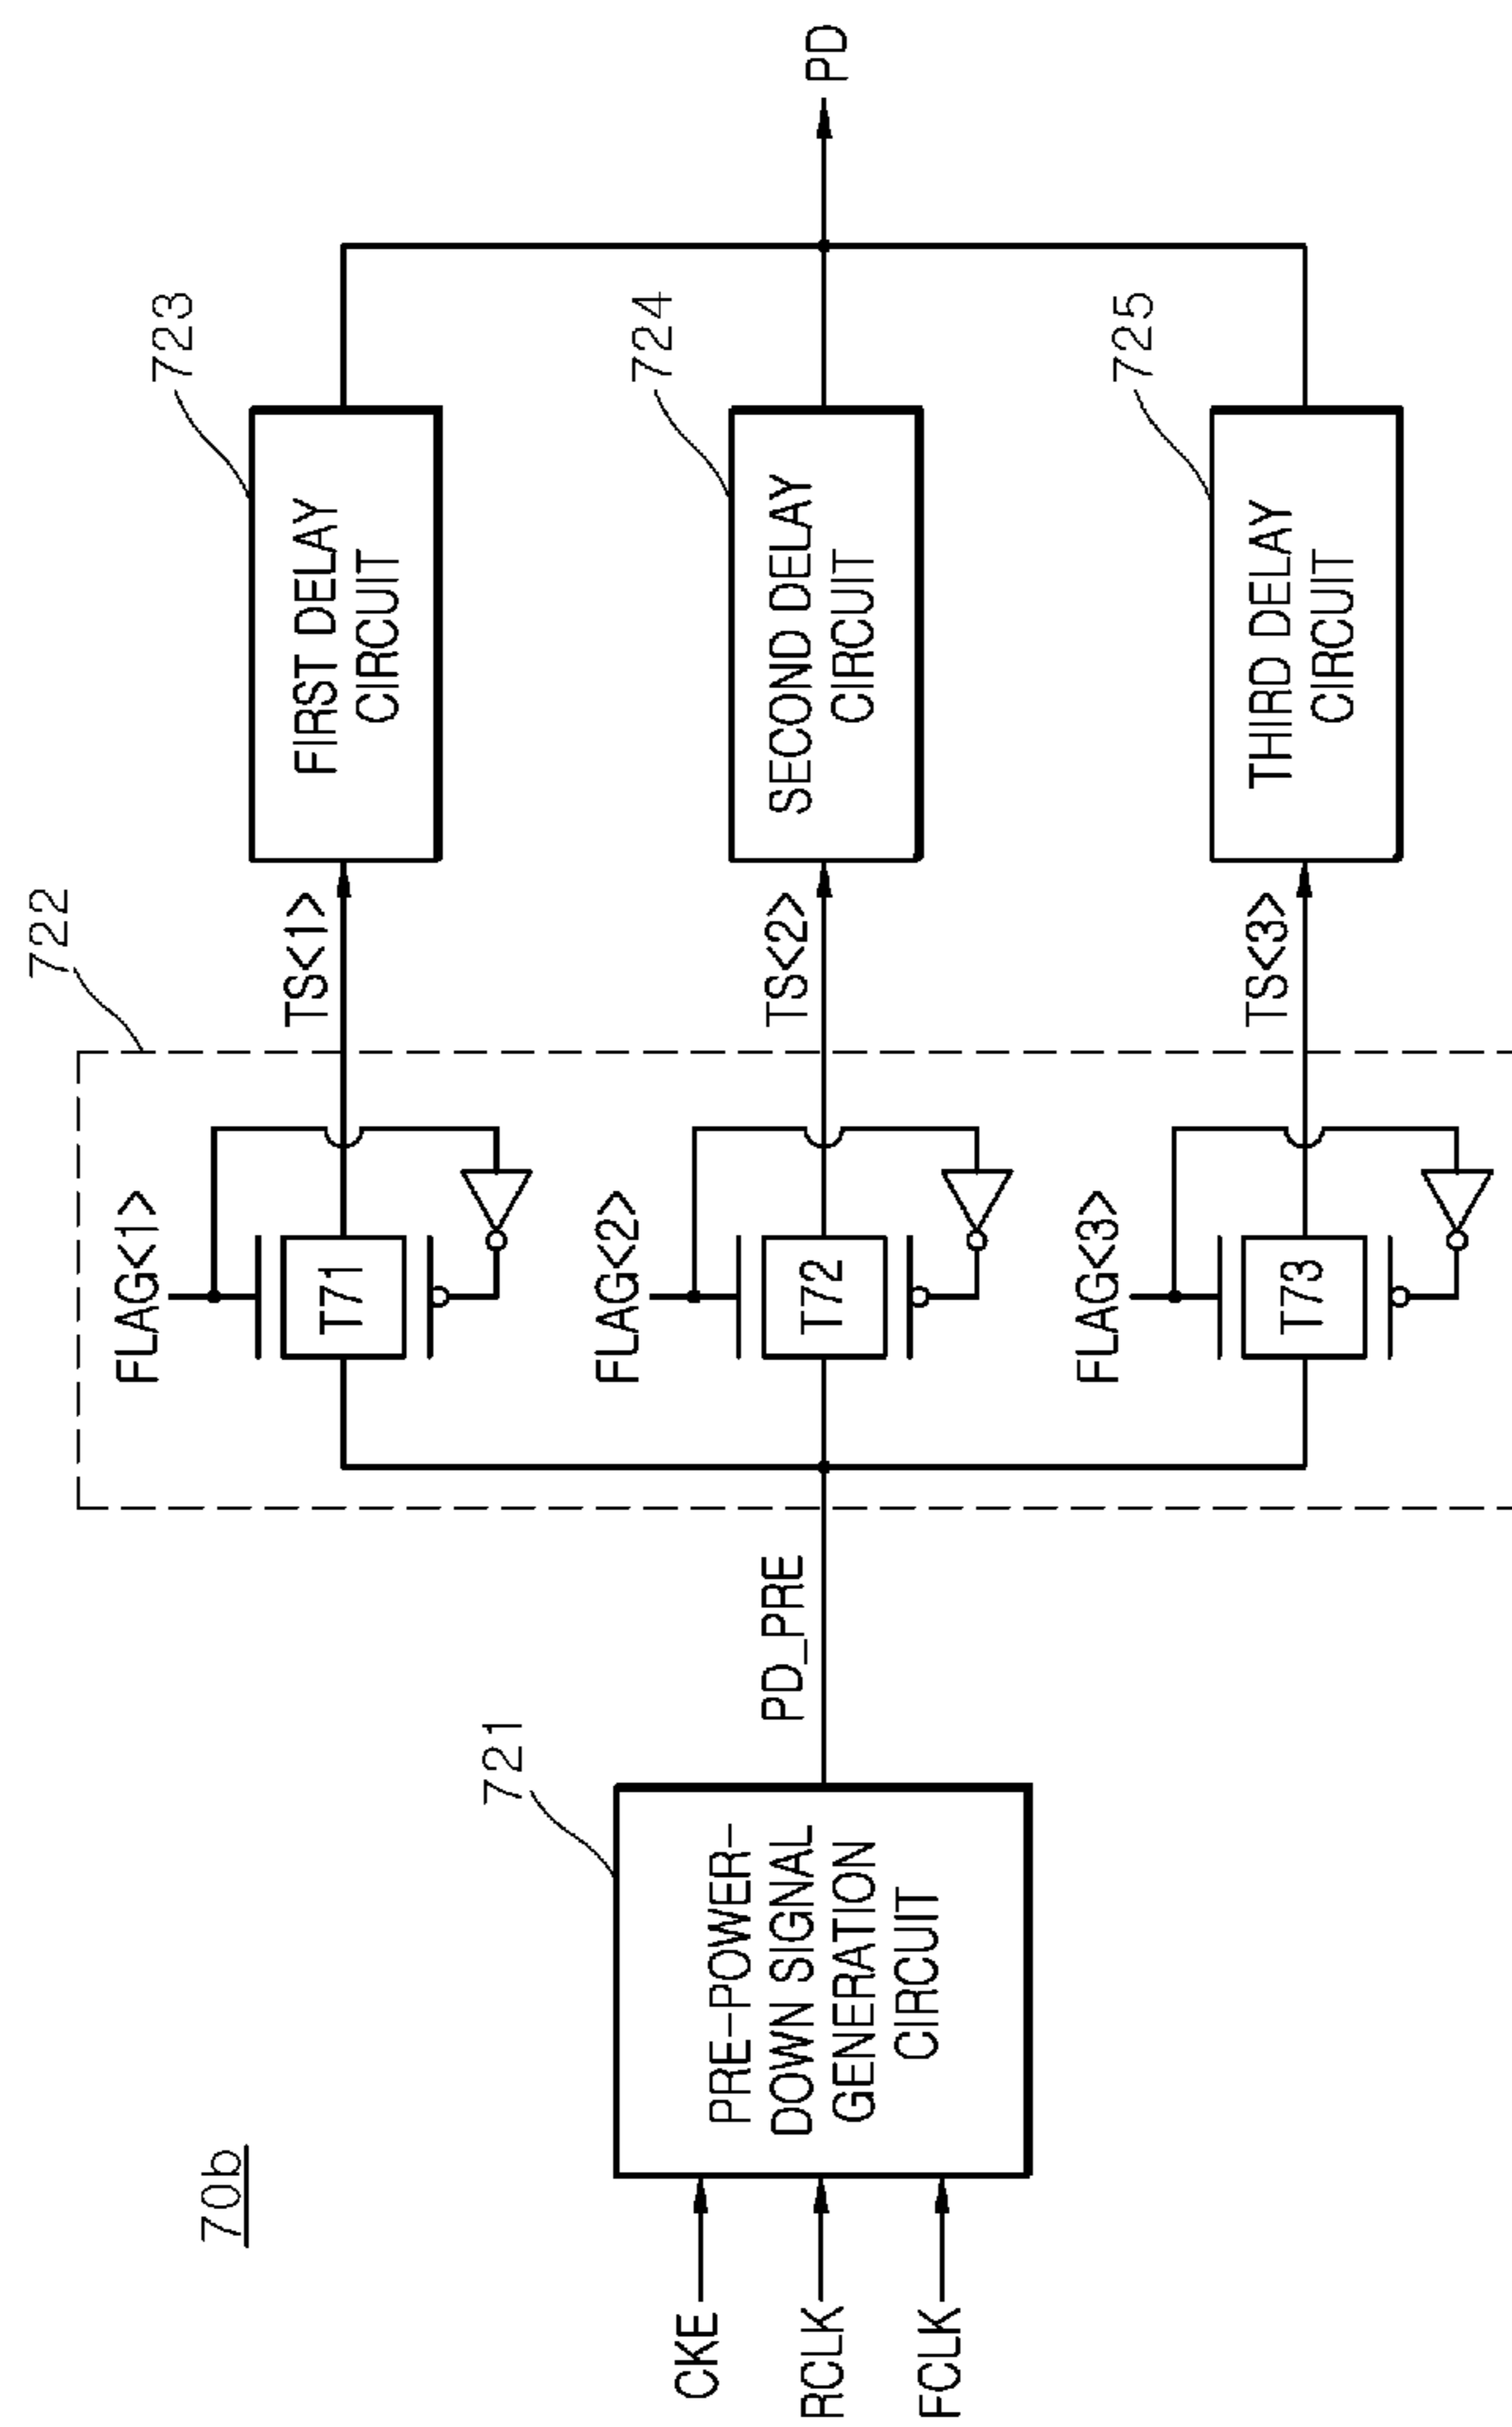 70b
CKE
RCLK
FCLK
721
PRE-POWER-
DOWN SIGNAL
GENERATION
CIRCUIT
PD_PRE
722
FLAG<1>
T71
TS<1>
FLAG<2>
T72
TS<2>
FLAG<3>
T73
TS<3>
723
FIRST DELAY
CIRCUIT
724
SECOND DELAY
CIRCUIT
725
THIRD DELAY
CIRCUIT
PD